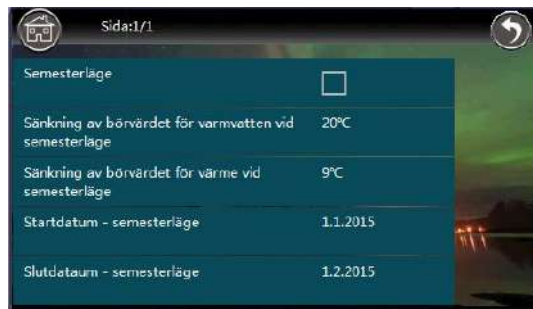 Sida:1/1
Semesterläge
Sänkning av börvärdet för varmvatten vid 20℃
semesterläge
Sänkning av börvärdet för värme vid 9℃
semesterläge
Startdatum - semesterläge 1.1.2015
Slutdataum - semesterläge 1.2.2015